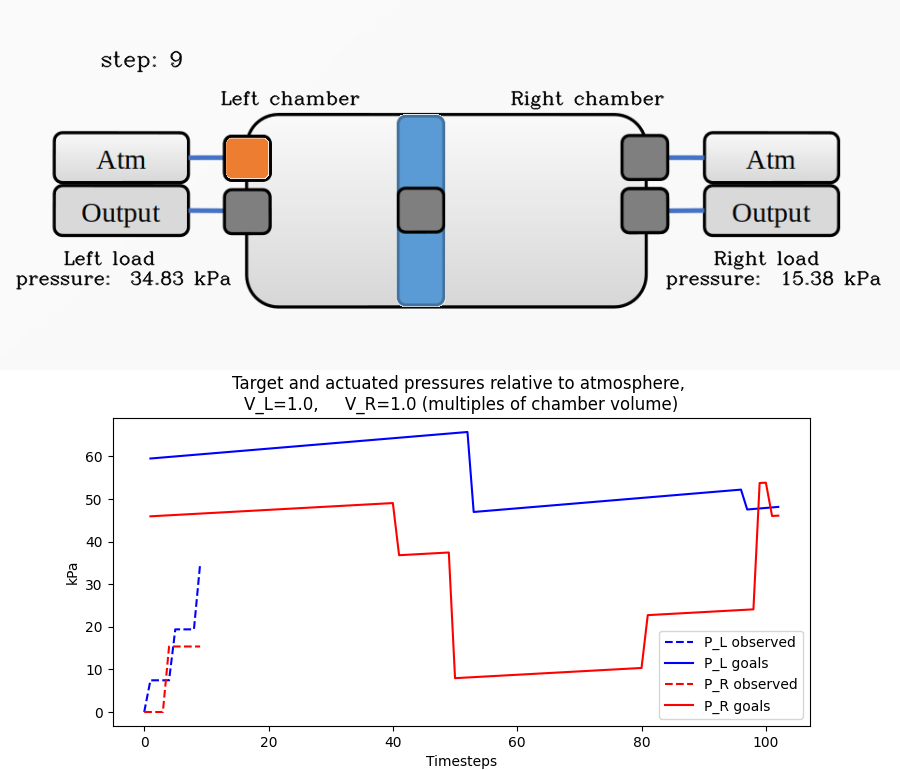 step: 9
Left chamber
Right chamber
Atm
Atm
Output
Output
Left load
pressure: 34.83 kPa
Right load
pressure: 15.38 kPa
Target and actuated pressures relative to atmosphere,
V_L=1.0, V_R=1.0 (multiples of chamber volume)
60
50
40
30
20
10
0
kPa
P_L observed
P_L goals
P_R observed
P_R goals
0 20 40 60 80 100
Timesteps